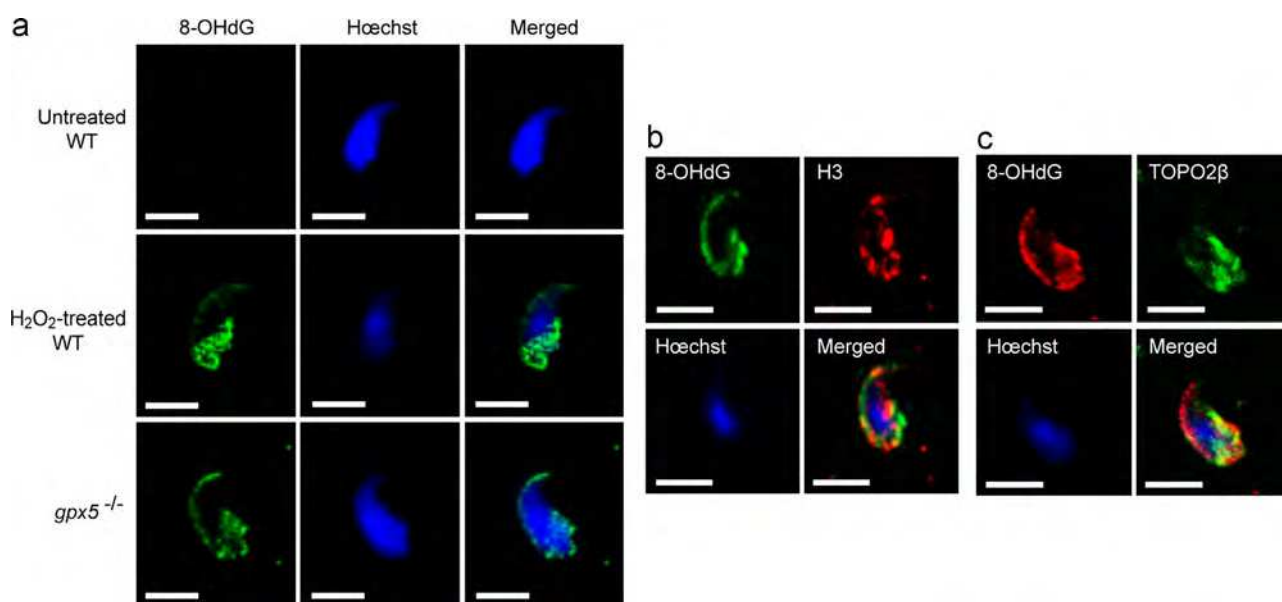 a
8-OHdG Hœchst Merged
Untreated
WT
H₂O₂-treated
WT
gpx5 -/-
b
8-OHdG H3
Hœchst Merged
c
8-OHdG TOPO2β
Hœchst Merged